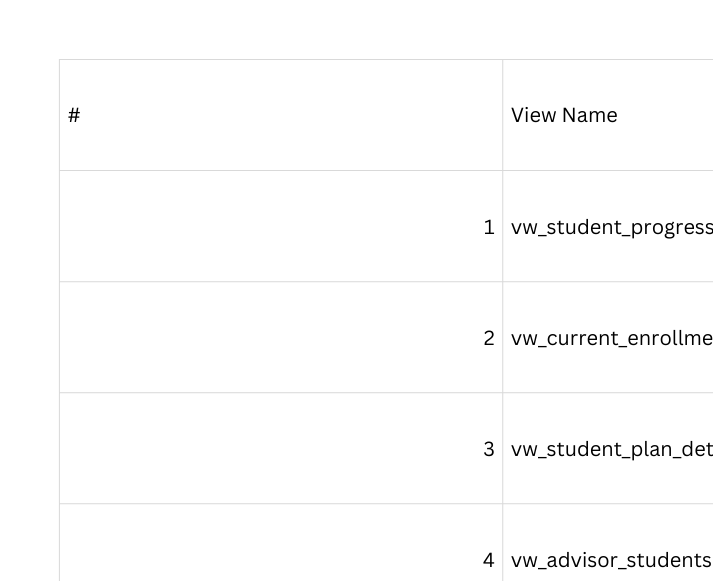 # View Name
1 vw_student_progress
2 vw_current_enrollme
3 vw_student_plan_det
4 vw_advisor_students